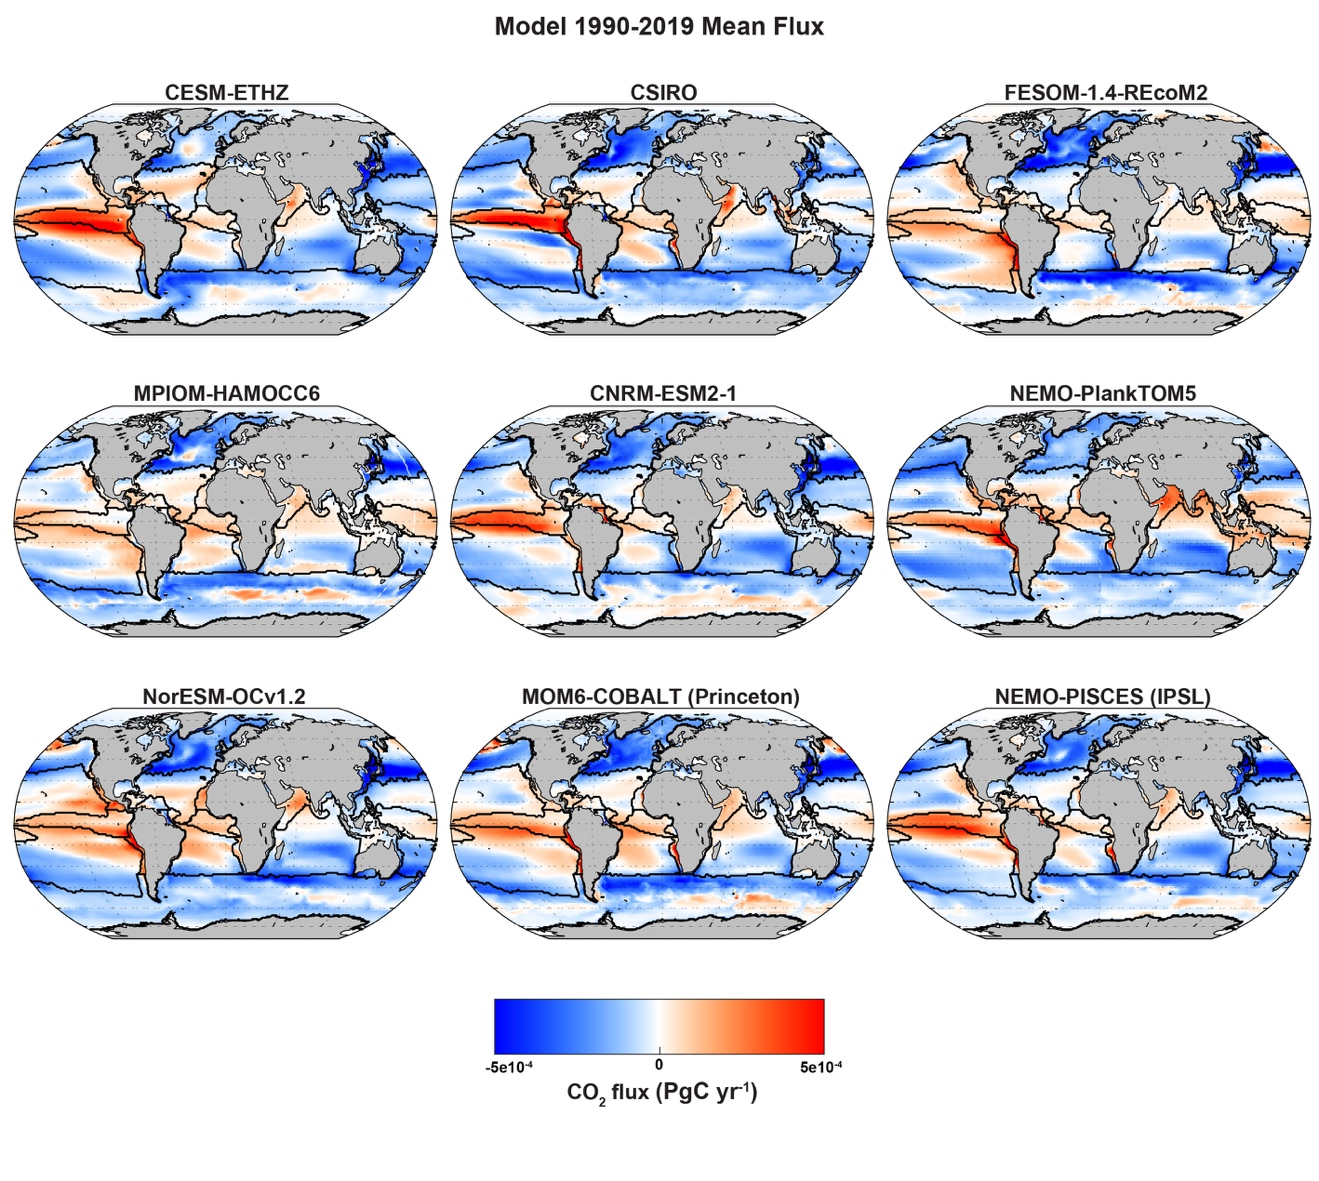 Model 1990-2019 Mean Flux
CESM-ETHZ
CSIRO
FESOM-1.4-REcoM2
MPIOM-HAMOCC6
CNRM-ESM2-1
NEMO-PlankTOM5
NorESM-OCv1.2
MOM6-COBALT (Princeton)
NEMO-PISCES (IPSL)
-5e10⁻⁴ 0 5e10⁻⁴
CO₂ flux (PgC yr⁻¹)